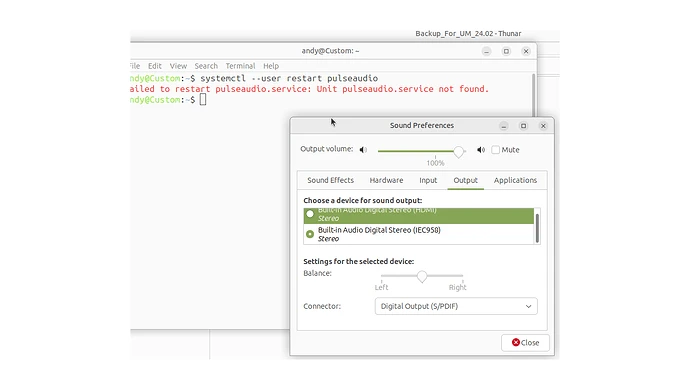 Backup_For_UM_24.02 - Thunar
andy@Custom: ~
File Edit View Search Terminal Help
ndy@Custom:~$ systemctl --user restart pulseaudio
ailed to restart pulseaudio.service: Unit pulseaudio.service not found.
ndy@Custom:~$
Sound Preferences
Output volume:
Mute
100%
Sound Effects Hardware Input Output Applications
Choose a device for sound output:
Built-in Audio Digital Stereo (HDMI)
Stereo
Built-in Audio Digital Stereo (IEC958)
Stereo
Settings for the selected device:
Balance:
Left Right
Connector: Digital Output (S/PDIF)
Close